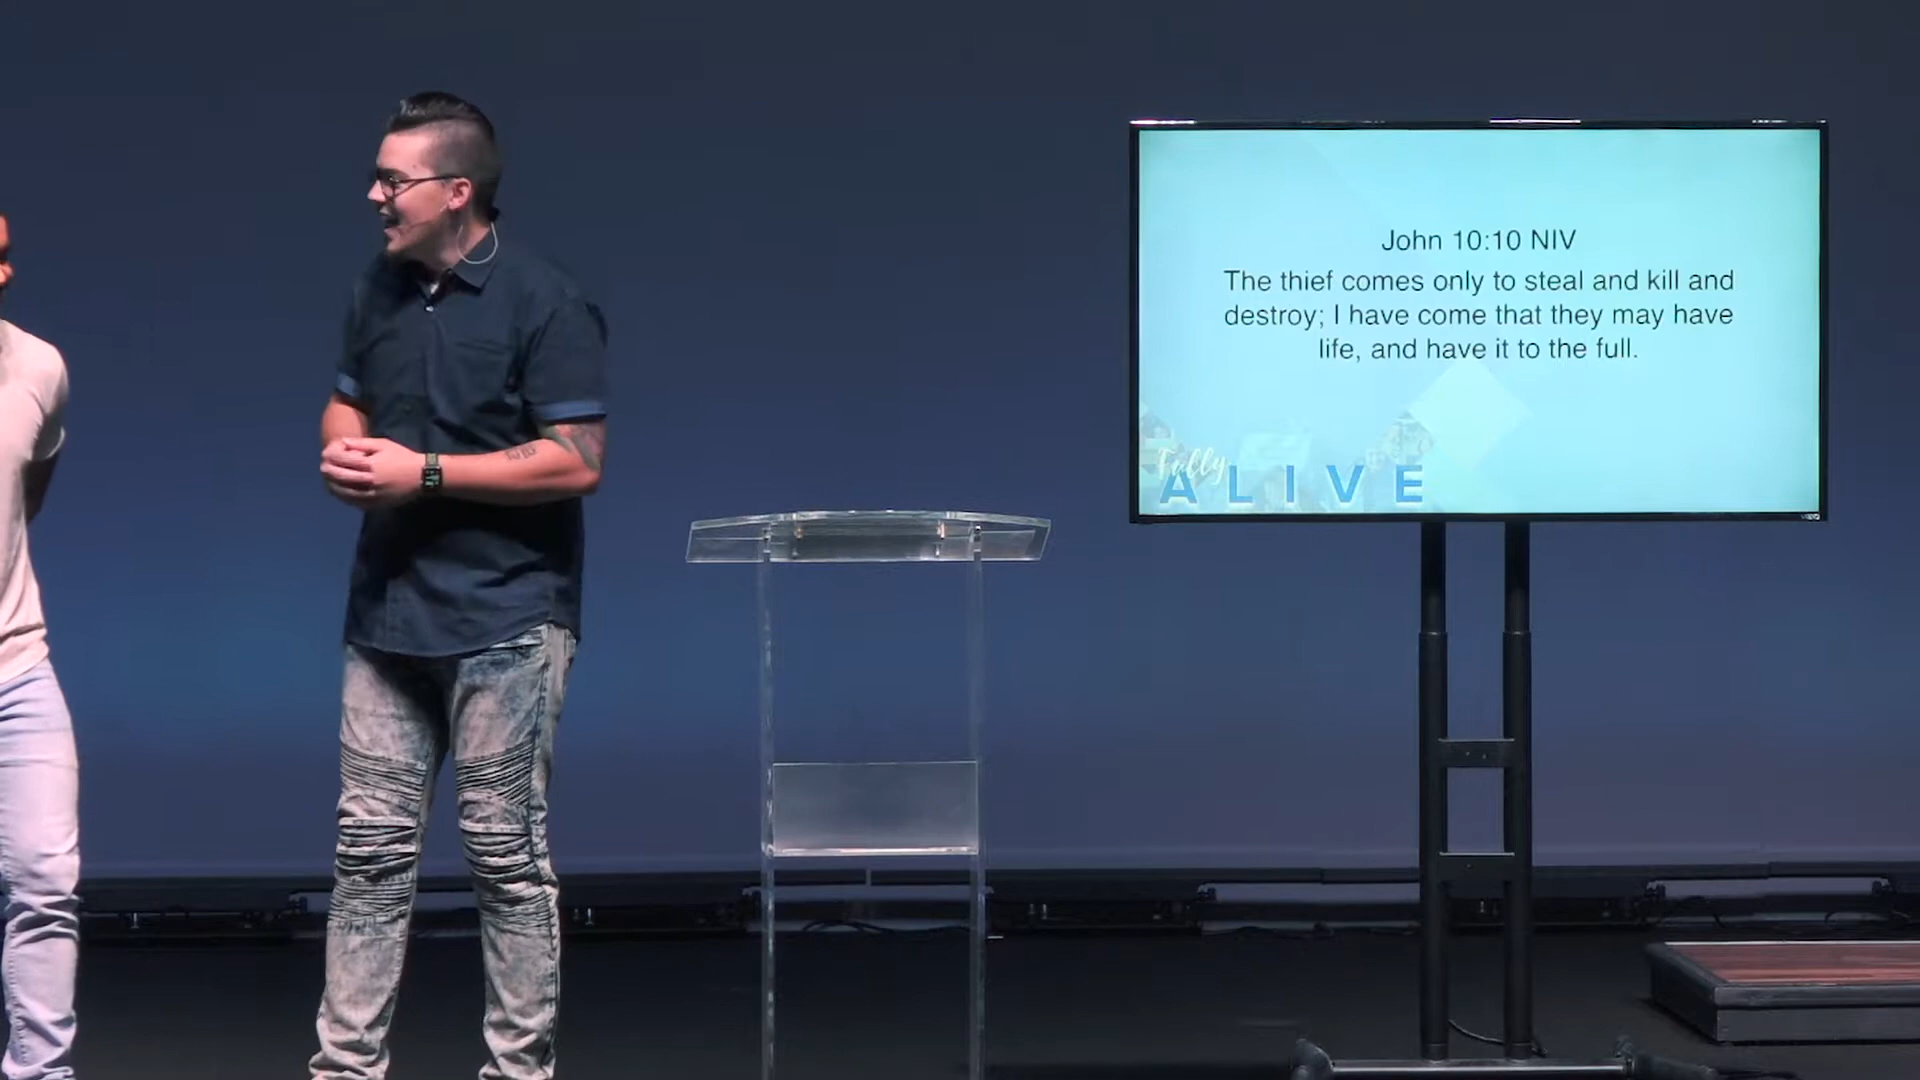 John 10:10 NIV
The thief comes only to steal and kill and
destroy; I have come that they may have
life, and have it to the full.
Fully
ALIVE